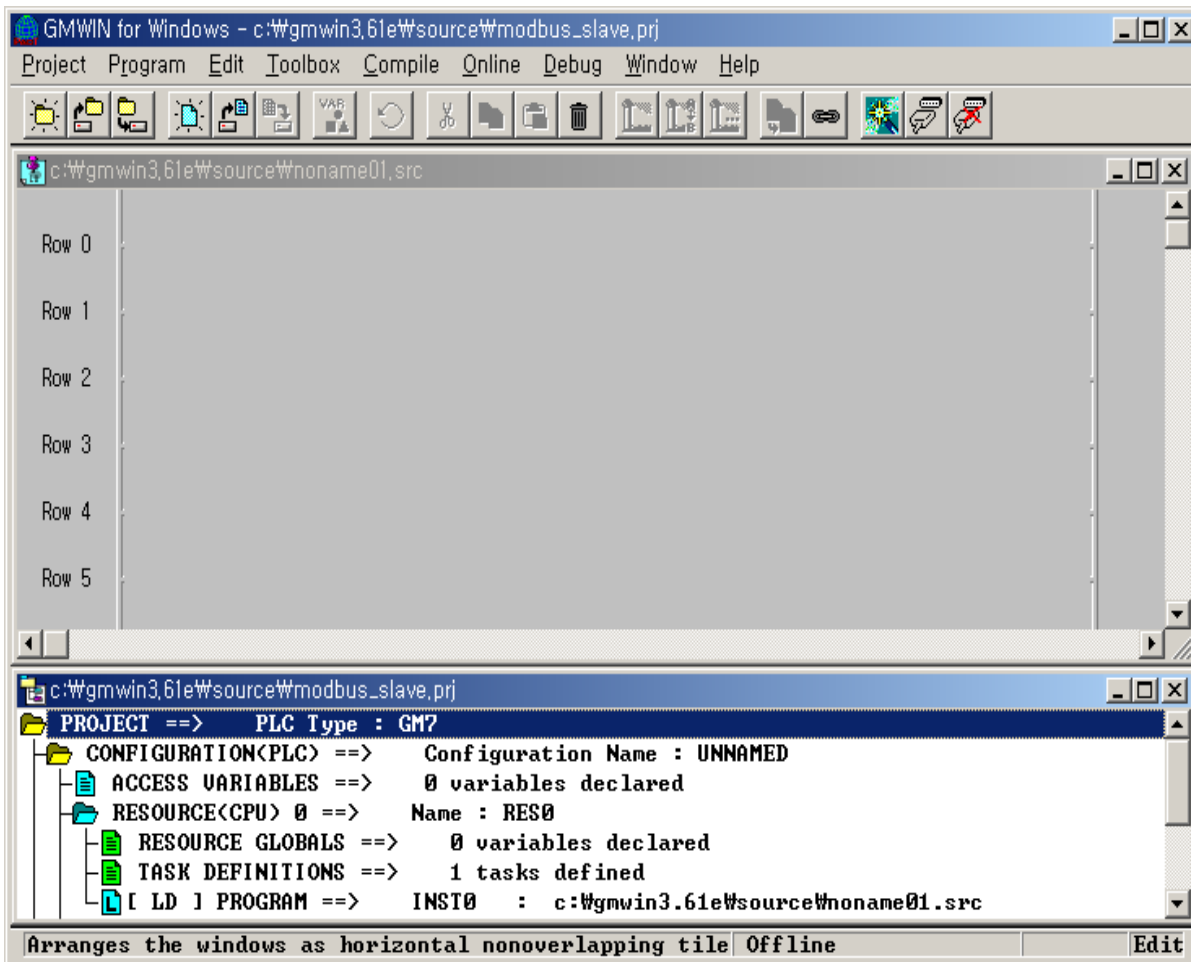 GMWIN for Windows - c:₩gmwin3,61e₩source₩modbus_slave,prj
Project Program Edit Toolbox Compile Online Debug Window Help
VAR
c:₩gmwin3,61e₩source₩noname01,src
Row 0
Row 1
Row 2
Row 3
Row 4
Row 5
c:₩gmwin3,61e₩source₩modbus_slave,prj
PROJECT ==> PLC Type : GM7
CONFIGURATION(PLC) ==> Configuration Name : UNNAMED
ACCESS VARIABLES ==> 0 variables declared
RESOURCE(CPU) 0 ==> Name : RES0
RESOURCE GLOBALS ==> 0 variables declared
TASK DEFINITIONS ==> 1 tasks defined
L [ LD ] PROGRAM ==> INST0 : c:₩gmwin3.61e₩source₩noname01.src
Arranges the windows as horizontal nonoverlapping tile Offline Edit